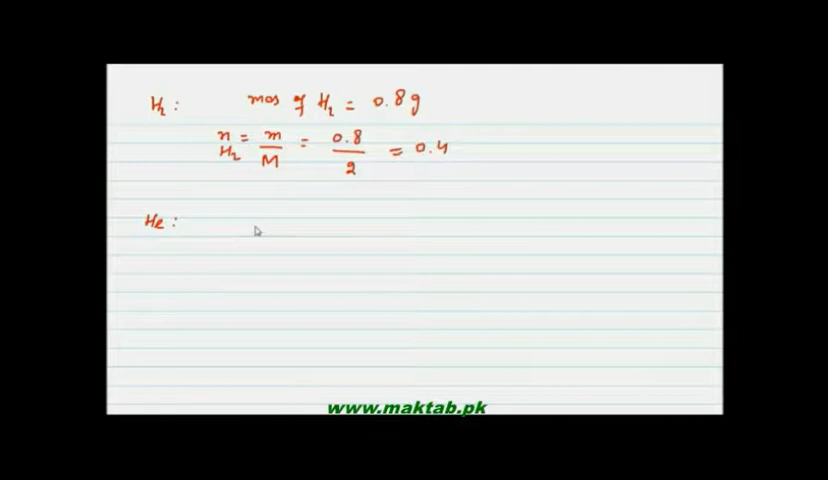 H₂ : mas of H₂ = 0.8g
n H₂ = m/M = 0.8/2 = 0.4
He :
www.maktab.pk